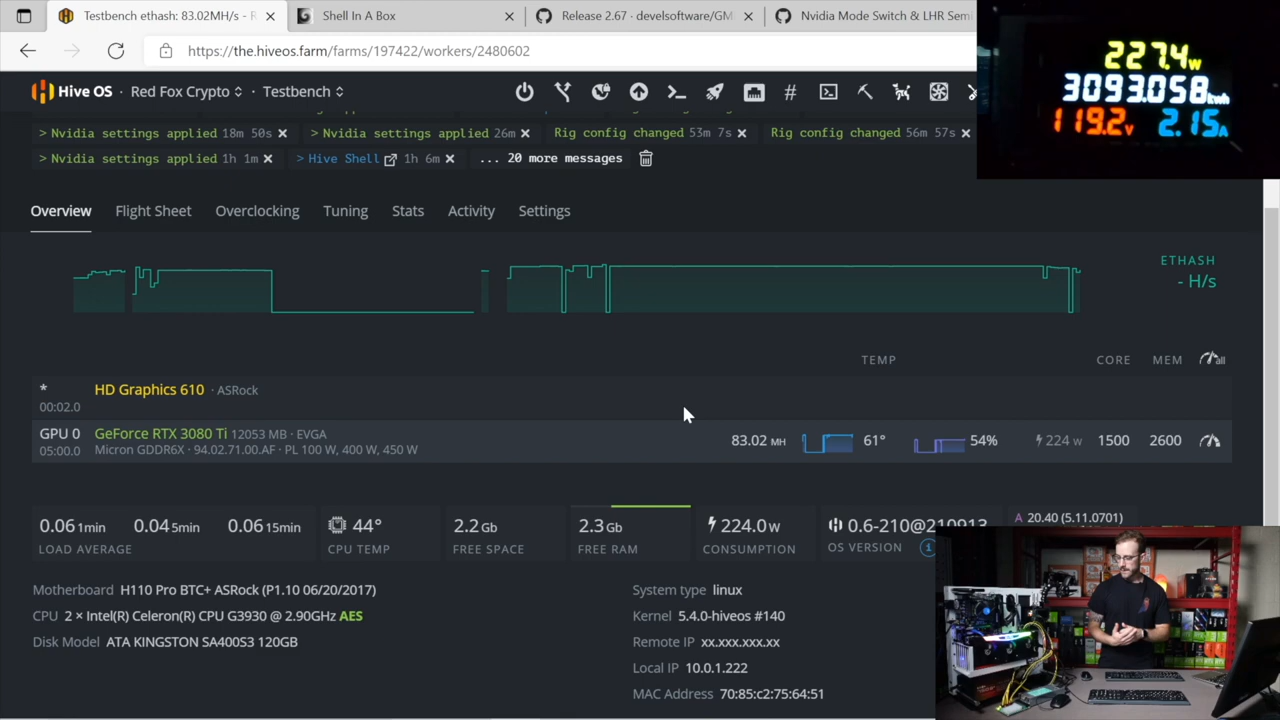 Testbench ethash: 83.02MH/s - R
Shell In A Box
Release 2.67 · develsoftware/GM
Nvidia Mode Switch & LHR Semi
https://the.hiveos.farm/farms/197422/workers/2480602
227.4W
3093.058Kwh
119.2V 2.15A
Hive OS Red Fox Crypto Testbench
> Nvidia settings applied 18m 50s × > Nvidia settings applied 26m × Rig config changed 53m 7s × Rig config changed 56m 57s ×
> Nvidia settings applied 1h 1m × > Hive Shell 1h 6m × ... 20 more messages
Overview Flight Sheet Overclocking Tuning Stats Activity Settings
ETHASH
- H/s
TEMP CORE MEM all
* HD Graphics 610 · ASRock
00:02.0
GPU 0 GeForce RTX 3080 Ti 12053 MB · EVGA 83.02 MH 61° 54% 224 W 1500 2600
05:00.0 Micron GDDR6X · 94.02.71.00.AF · PL 100 W, 400 W, 450 W
0.06 1min 0.04 5min 0.06 15min 44° 2.2 Gb 2.3 Gb 224.0 W 0.6-210@210913 A 20.40 (5.11.0701)
LOAD AVERAGE CPU TEMP FREE SPACE FREE RAM CONSUMPTION OS VERSION
Motherboard H110 Pro BTC+ ASRock (P1.10 06/20/2017)
CPU 2 × Intel(R) Celeron(R) CPU G3930 @ 2.90GHz AES
Disk Model ATA KINGSTON SA400S3 120GB
System type linux
Kernel 5.4.0-hiveos #140
Remote IP xx.xxx.xxx.xx
Local IP 10.0.1.222
MAC Address 70:85:c2:75:64:51